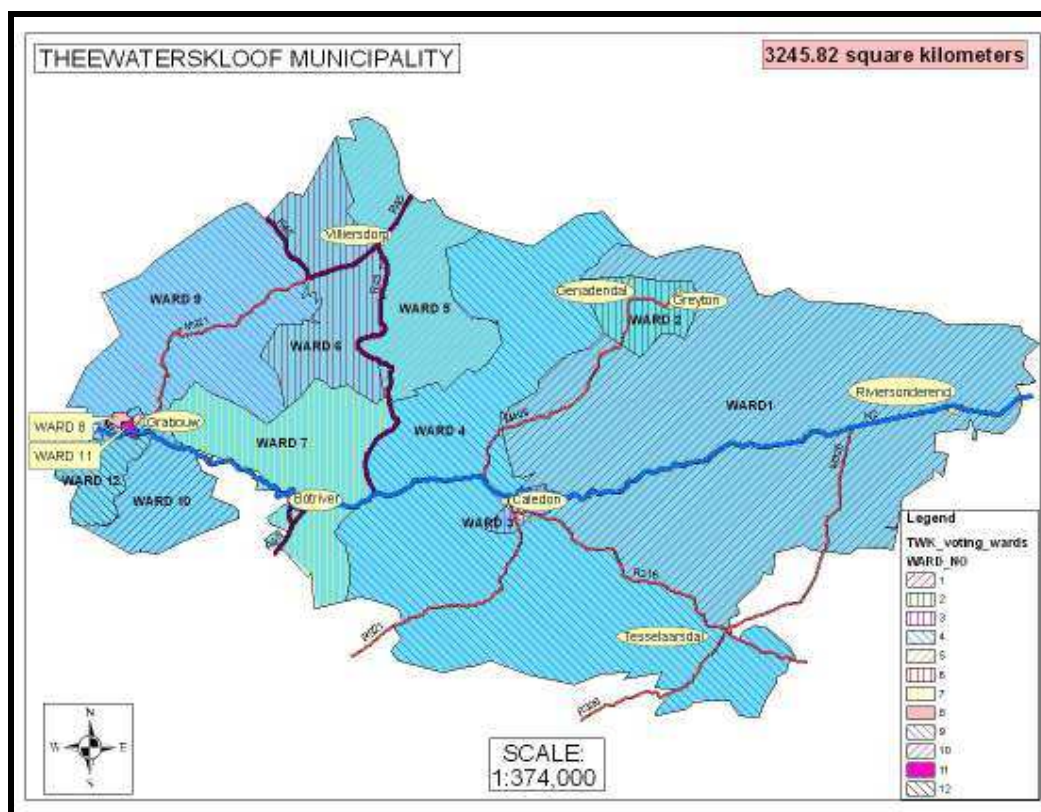 THEEWATERSKLOOF MUNICIPALITY
3245.82 square kilometers
Villiersdorp
WARD 9
R321
WARD 5
WARD 6
Genadendal
Greyton
WARD 2
Riviersonderend
N2
WARD1
WARD 8
Grabouw
WARD 11
WARD 7
WARD 4
R406
WARD 12
WARD 10
Botriver
Caledon
WARD 3
R316
Tesselaarsdal
R326
SCALE:
1:374,000
N
W
E
S
Legend
TWK_voting_wards
WARD_NO
1
2
3
4
5
6
7
8
9
10
11
12